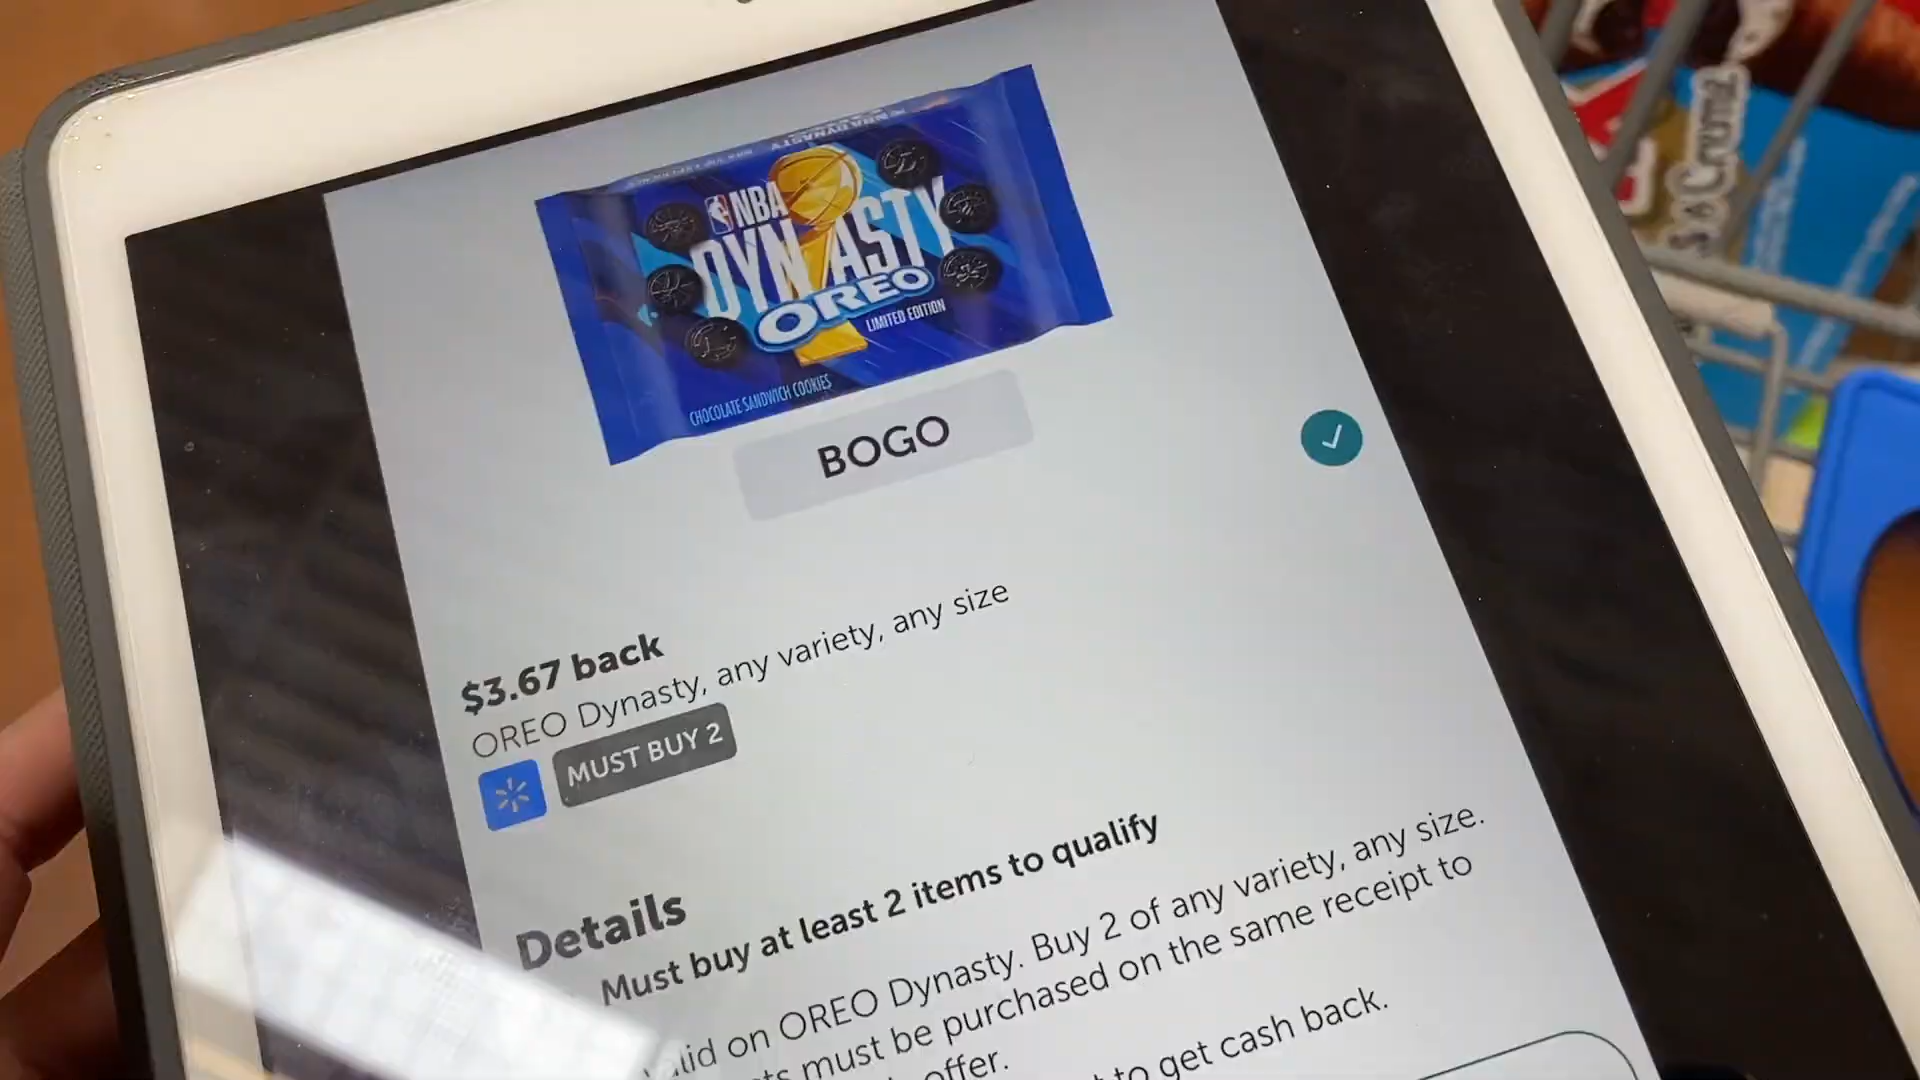 NBA
DYNASTY
OREO
LIMITED EDITION
CHOCOLATE SANDWICH COOKIES
BOGO
$3.67 back
OREO Dynasty, any variety, any size
MUST BUY 2
Details
Must buy at least 2 items to qualify
on OREO Dynasty. Buy 2 of any variety, any size.
must be purchased on the same receipt to
offer.
to get cash back.